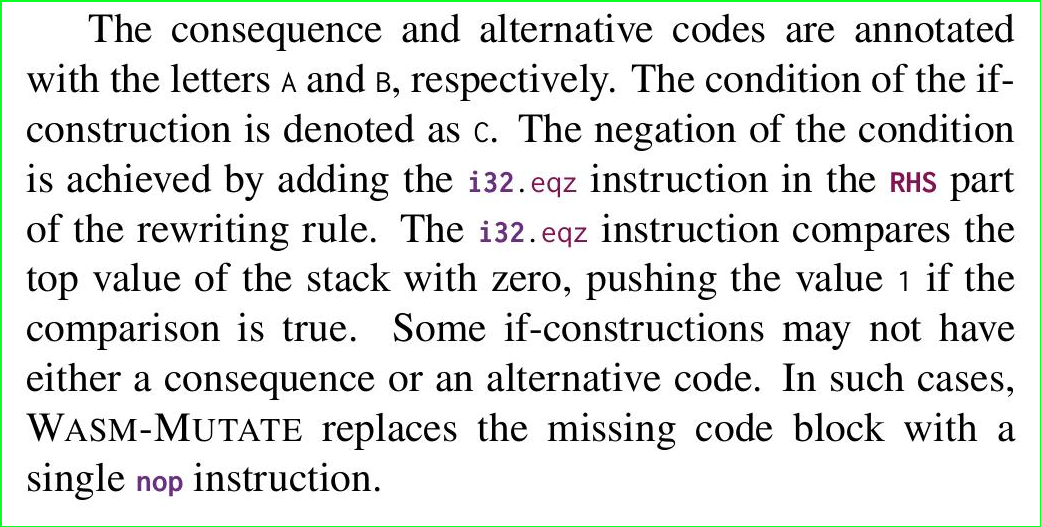 The consequence and alternative codes are annotated
with the letters A and B, respectively. The condition of the if-
construction is denoted as C. The negation of the condition
is achieved by adding the i32.eqz instruction in the RHS part
of the rewriting rule. The i32.eqz instruction compares the
top value of the stack with zero, pushing the value 1 if the
comparison is true. Some if-constructions may not have
either a consequence or an alternative code. In such cases,
WASM-MUTATE replaces the missing code block with a
single nop instruction.